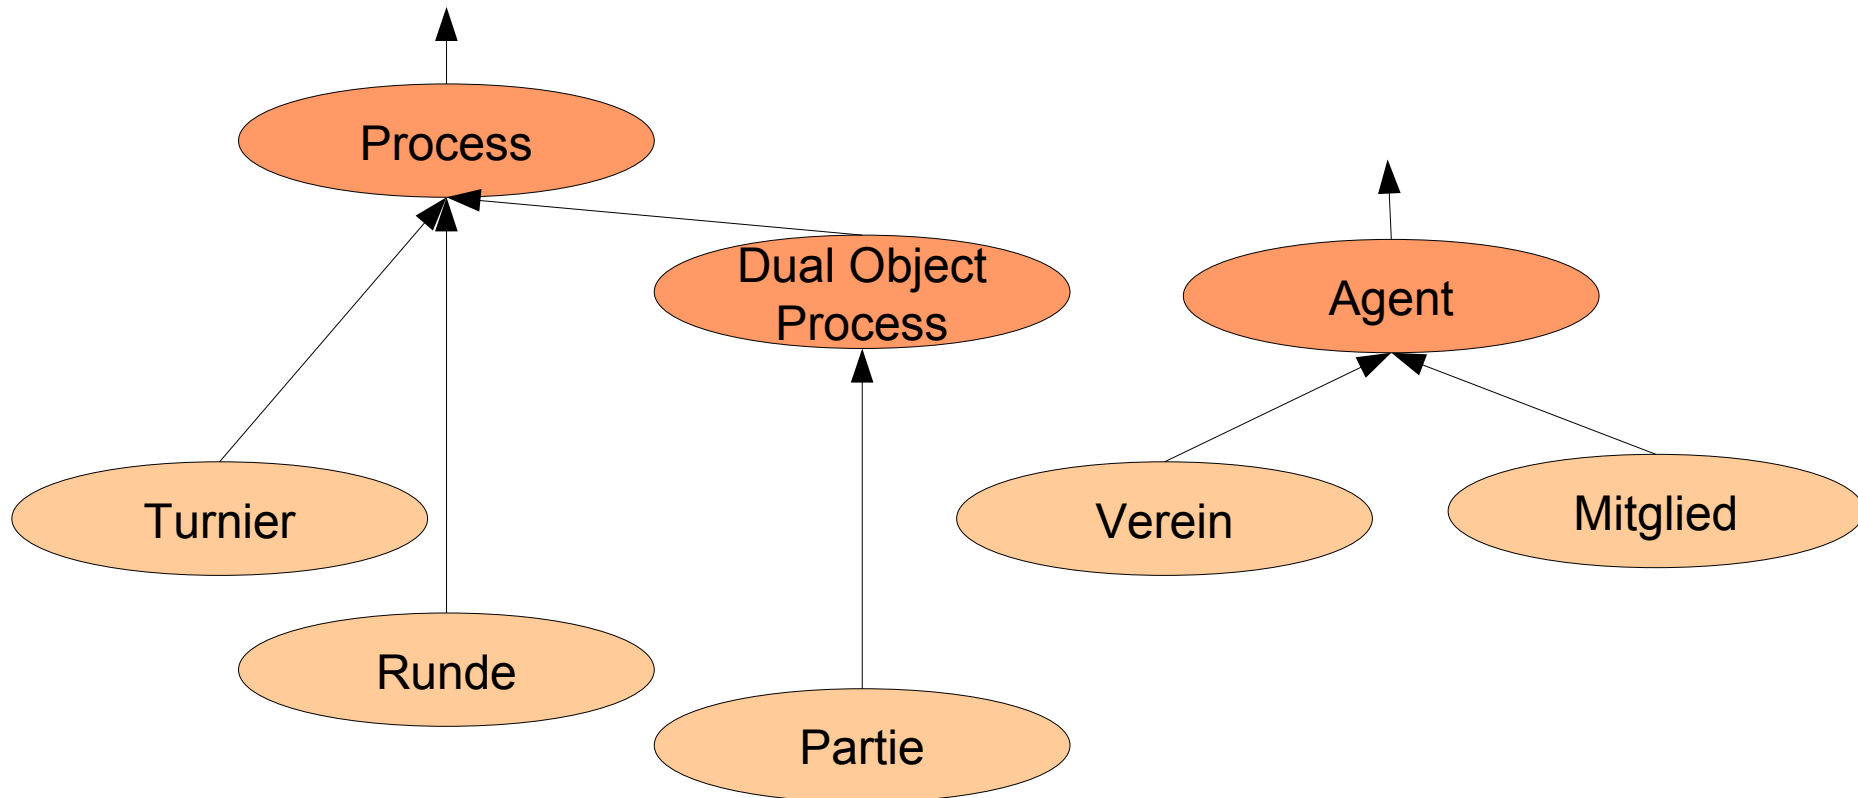 Process
Dual Object
Process
Agent
Turnier
Verein
Mitglied
Runde
Partie